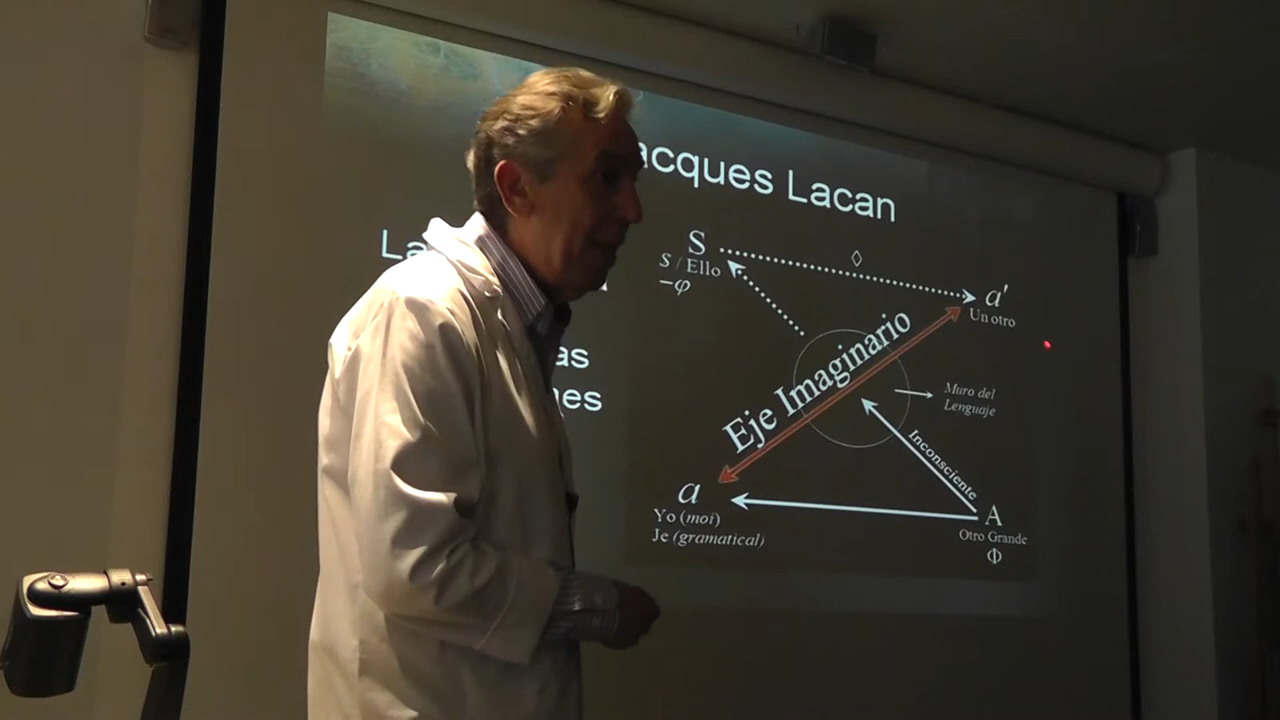 acques Lacan
La
as
nes
S
S / Ello
−φ
◊
a'
Un otro
Eje Imaginario
Muro del
Lenguaje
Inconsciente
a
Yo (moi)
Je (gramatical)
A
Otro Grande
Φ